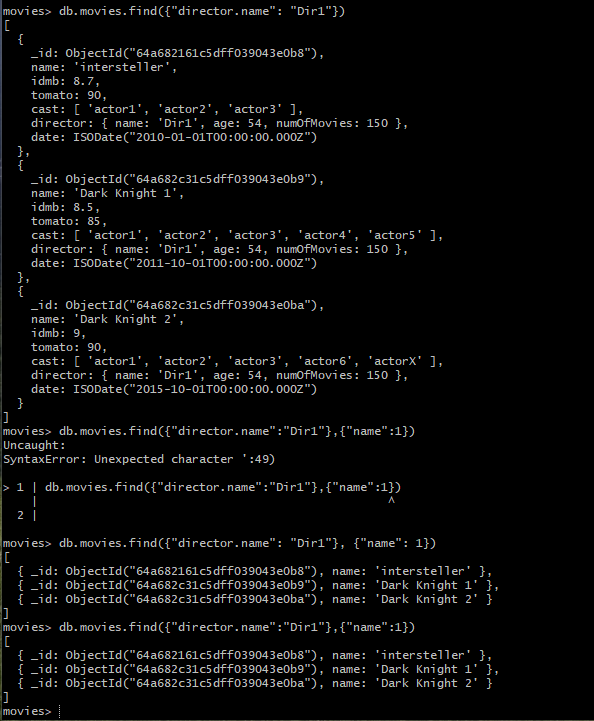 movies> db.movies.find({"director.name": "Dir1"})
[
  {
    _id: ObjectId("64a682161c5dff039043e0b8"),
    name: 'intersteller',
    idmb: 8.7,
    tomato: 90,
    cast: [ 'actor1', 'actor2', 'actor3' ],
    director: { name: 'Dir1', age: 54, numOfMovies: 150 },
    date: ISODate("2010-01-01T00:00:00.000Z")
  },
  {
    _id: ObjectId("64a682c31c5dff039043e0b9"),
    name: 'Dark Knight 1',
    idmb: 8.5,
    tomato: 85,
    cast: [ 'actor1', 'actor2', 'actor3', 'actor4', 'actor5' ],
    director: { name: 'Dir1', age: 54, numOfMovies: 150 },
    date: ISODate("2011-10-01T00:00:00.000Z")
  },
  {
    _id: ObjectId("64a682c31c5dff039043e0ba"),
    name: 'Dark Knight 2',
    idmb: 9,
    tomato: 90,
    cast: [ 'actor1', 'actor2', 'actor3', 'actor6', 'actorX' ],
    director: { name: 'Dir1', age: 54, numOfMovies: 150 },
    date: ISODate("2015-10-01T00:00:00.000Z")
  }
]
movies> db.movies.find({"director.name":"Dir1"},{"name":1})
Uncaught:
SyntaxError: Unexpected character ':49)

> 1 | db.movies.find({"director.name":"Dir1"},{"name":1})
    |                                                  ^
  2 |

movies> db.movies.find({"director.name": "Dir1"}, {"name": 1})
[
  { _id: ObjectId("64a682161c5dff039043e0b8"), name: 'intersteller' },
  { _id: ObjectId("64a682c31c5dff039043e0b9"), name: 'Dark Knight 1' },
  { _id: ObjectId("64a682c31c5dff039043e0ba"), name: 'Dark Knight 2' }
]
movies> db.movies.find({"director.name":"Dir1"},{"name":1})
[
  { _id: ObjectId("64a682161c5dff039043e0b8"), name: 'intersteller' },
  { _id: ObjectId("64a682c31c5dff039043e0b9"), name: 'Dark Knight 1' },
  { _id: ObjectId("64a682c31c5dff039043e0ba"), name: 'Dark Knight 2' }
]
movies>